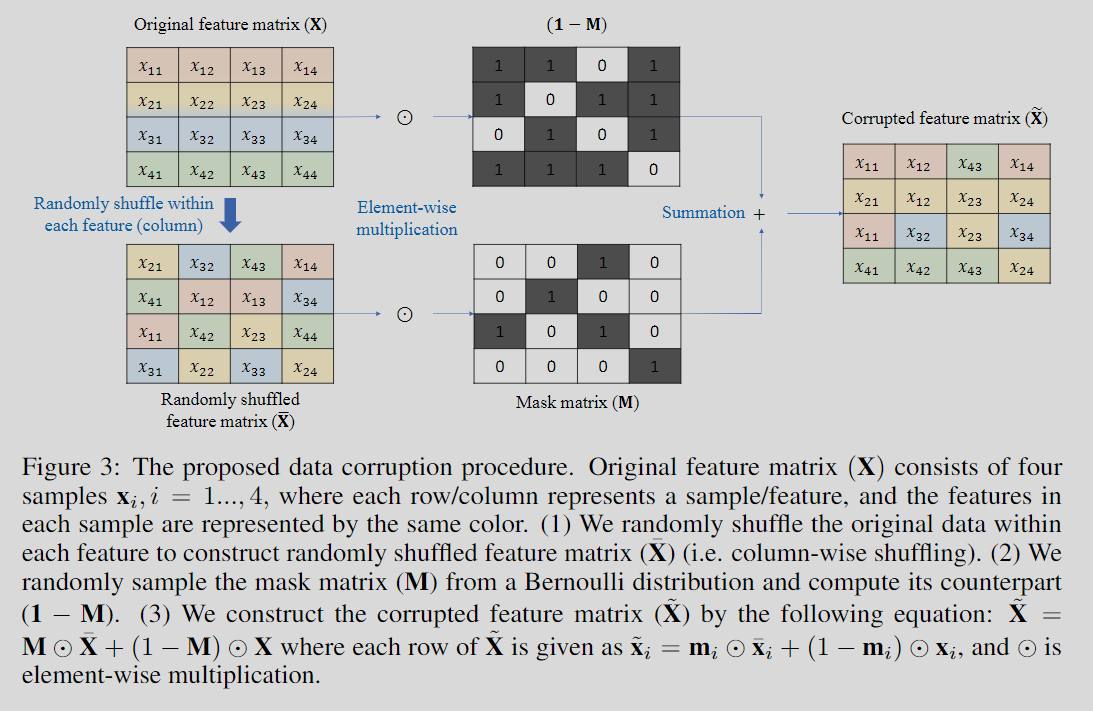 Original feature matrix (X)
(1 − M)
x11 x12 x13 x14
x21 x22 x23 x24
x31 x32 x33 x34
x41 x42 x43 x44
⊙
1 1 0 1
1 0 1 1
0 1 0 1
1 1 1 0
Randomly shuffle within
each feature (column)
Element-wise
multiplication
Summation +
Corrupted feature matrix (X̃)
x11 x12 x43 x14
x21 x12 x23 x24
x11 x32 x23 x34
x41 x42 x43 x24
x21 x32 x43 x14
x41 x12 x13 x34
x11 x42 x23 x44
x31 x22 x33 x24
⊙
0 0 1 0
0 1 0 0
1 0 1 0
0 0 0 1
Randomly shuffled
feature matrix (X̄)
Mask matrix (M)
Figure 3: The proposed data corruption procedure. Original feature matrix (X) consists of four
samples xi, i = 1..., 4, where each row/column represents a sample/feature, and the features in
each sample are represented by the same color. (1) We randomly shuffle the original data within
each feature to construct randomly shuffled feature matrix (X̄) (i.e. column-wise shuffling). (2) We
randomly sample the mask matrix (M) from a Bernoulli distribution and compute its counterpart
(1 − M). (3) We construct the corrupted feature matrix (X̃) by the following equation: X̃ =
M ⊙ X̄ + (1 − M) ⊙ X where each row of X̃ is given as x̃i = mi ⊙ x̄i + (1 − mi) ⊙ xi, and ⊙ is
element-wise multiplication.